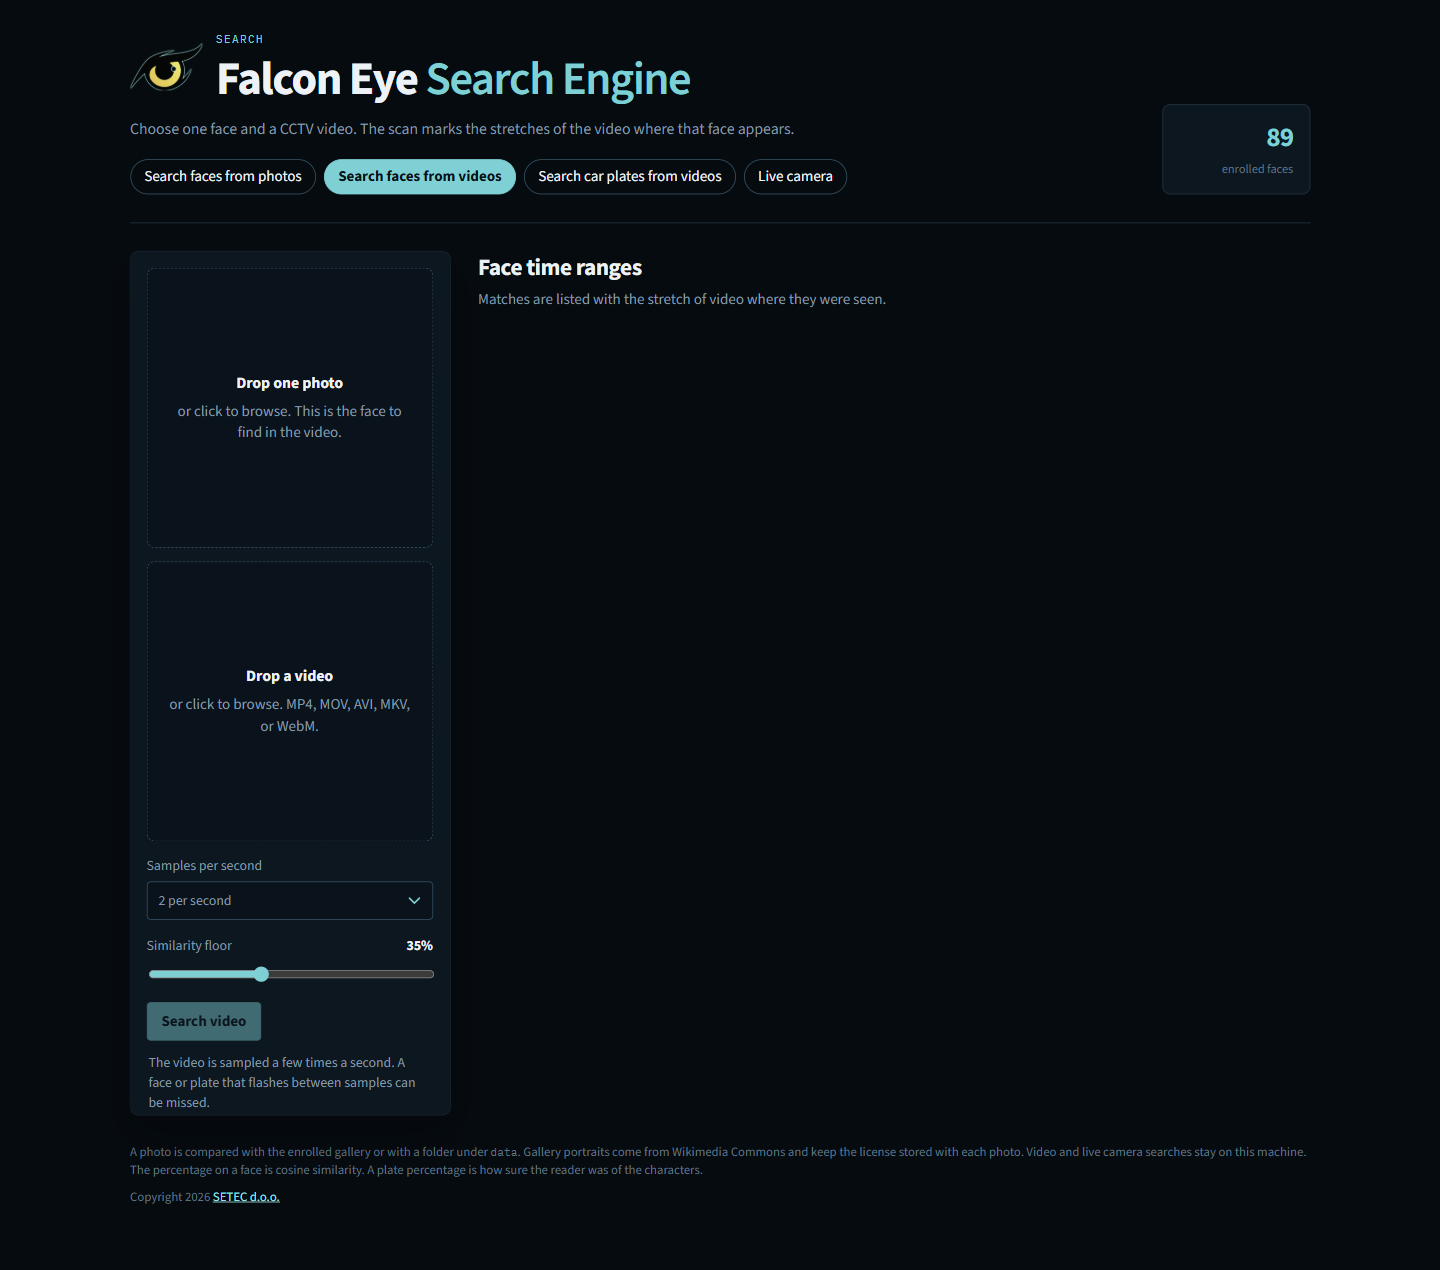 SEARCH
Falcon Eye Search Engine
Choose one face and a CCTV video. The scan marks the stretches of the video where that face appears.
89
enrolled faces
Search faces from photos
Search faces from videos
Search car plates from videos
Live camera
Drop one photo
or click to browse. This is the face to
find in the video.
Drop a video
or click to browse. MP4, MOV, AVI, MKV,
or WebM.
Samples per second
2 per second
Similarity floor
35%
Search video
The video is sampled a few times a second. A
face or plate that flashes between samples can
be missed.
Face time ranges
Matches are listed with the stretch of video where they were seen.
A photo is compared with the enrolled gallery or with a folder under data. Gallery portraits come from Wikimedia Commons and keep the license stored with each photo. Video and live camera searches stay on this machine.
The percentage on a face is cosine similarity. A plate percentage is how sure the reader was of the characters.
Copyright 2026 SETEC d.o.o.